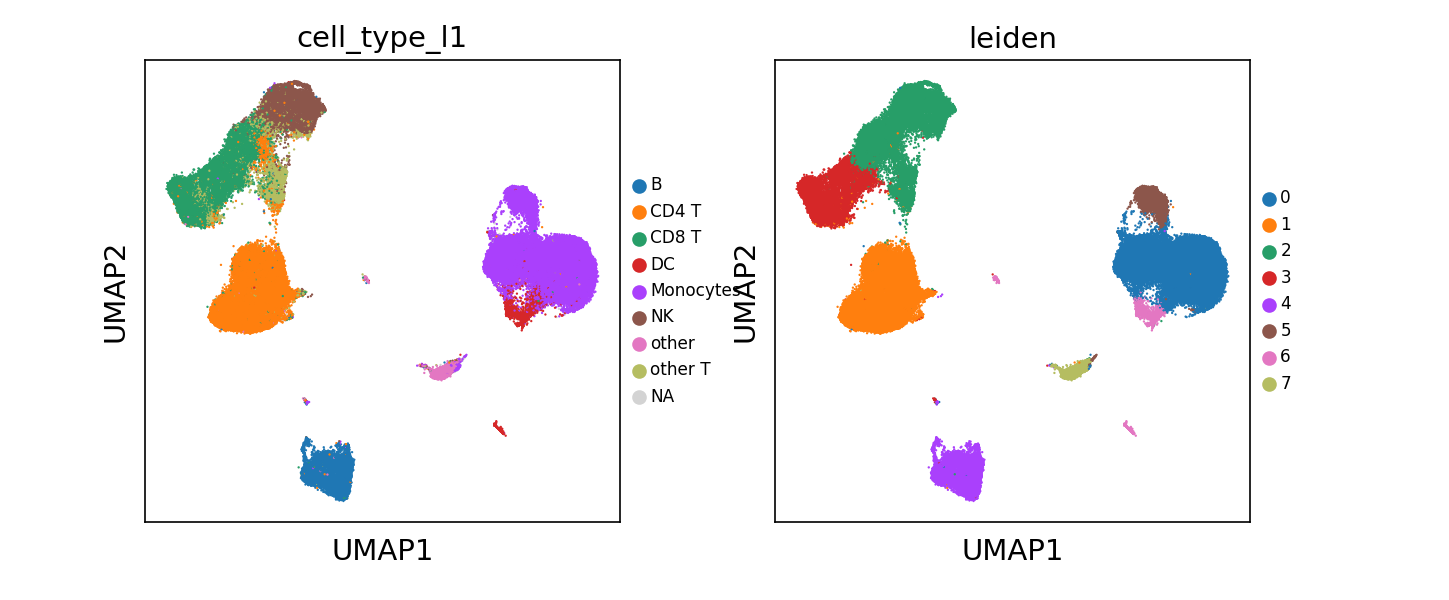 cell_type_l1
UMAP2
UMAP1
B
CD4 T
CD8 T
DC
Monocytes
NK
other
other T
NA
leiden
UMAP2
UMAP1
0
1
2
3
4
5
6
7